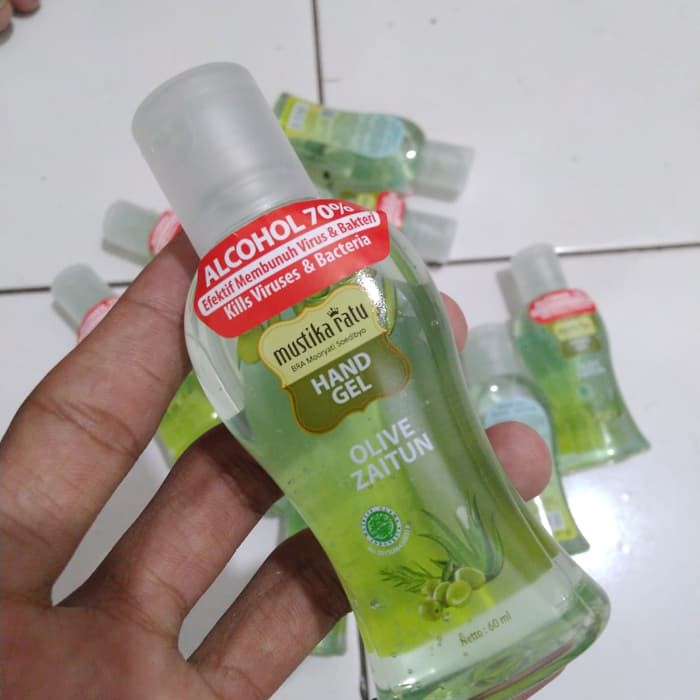 ALCOHOL 70%
Efektif Membunuh Virus & Bakteri
Kills Viruses & Bacteria
mustika ratu
BRA Mooryati Soedibyo
HAND
GEL
OLIVE
ZAITUN
Netto : 60 ml